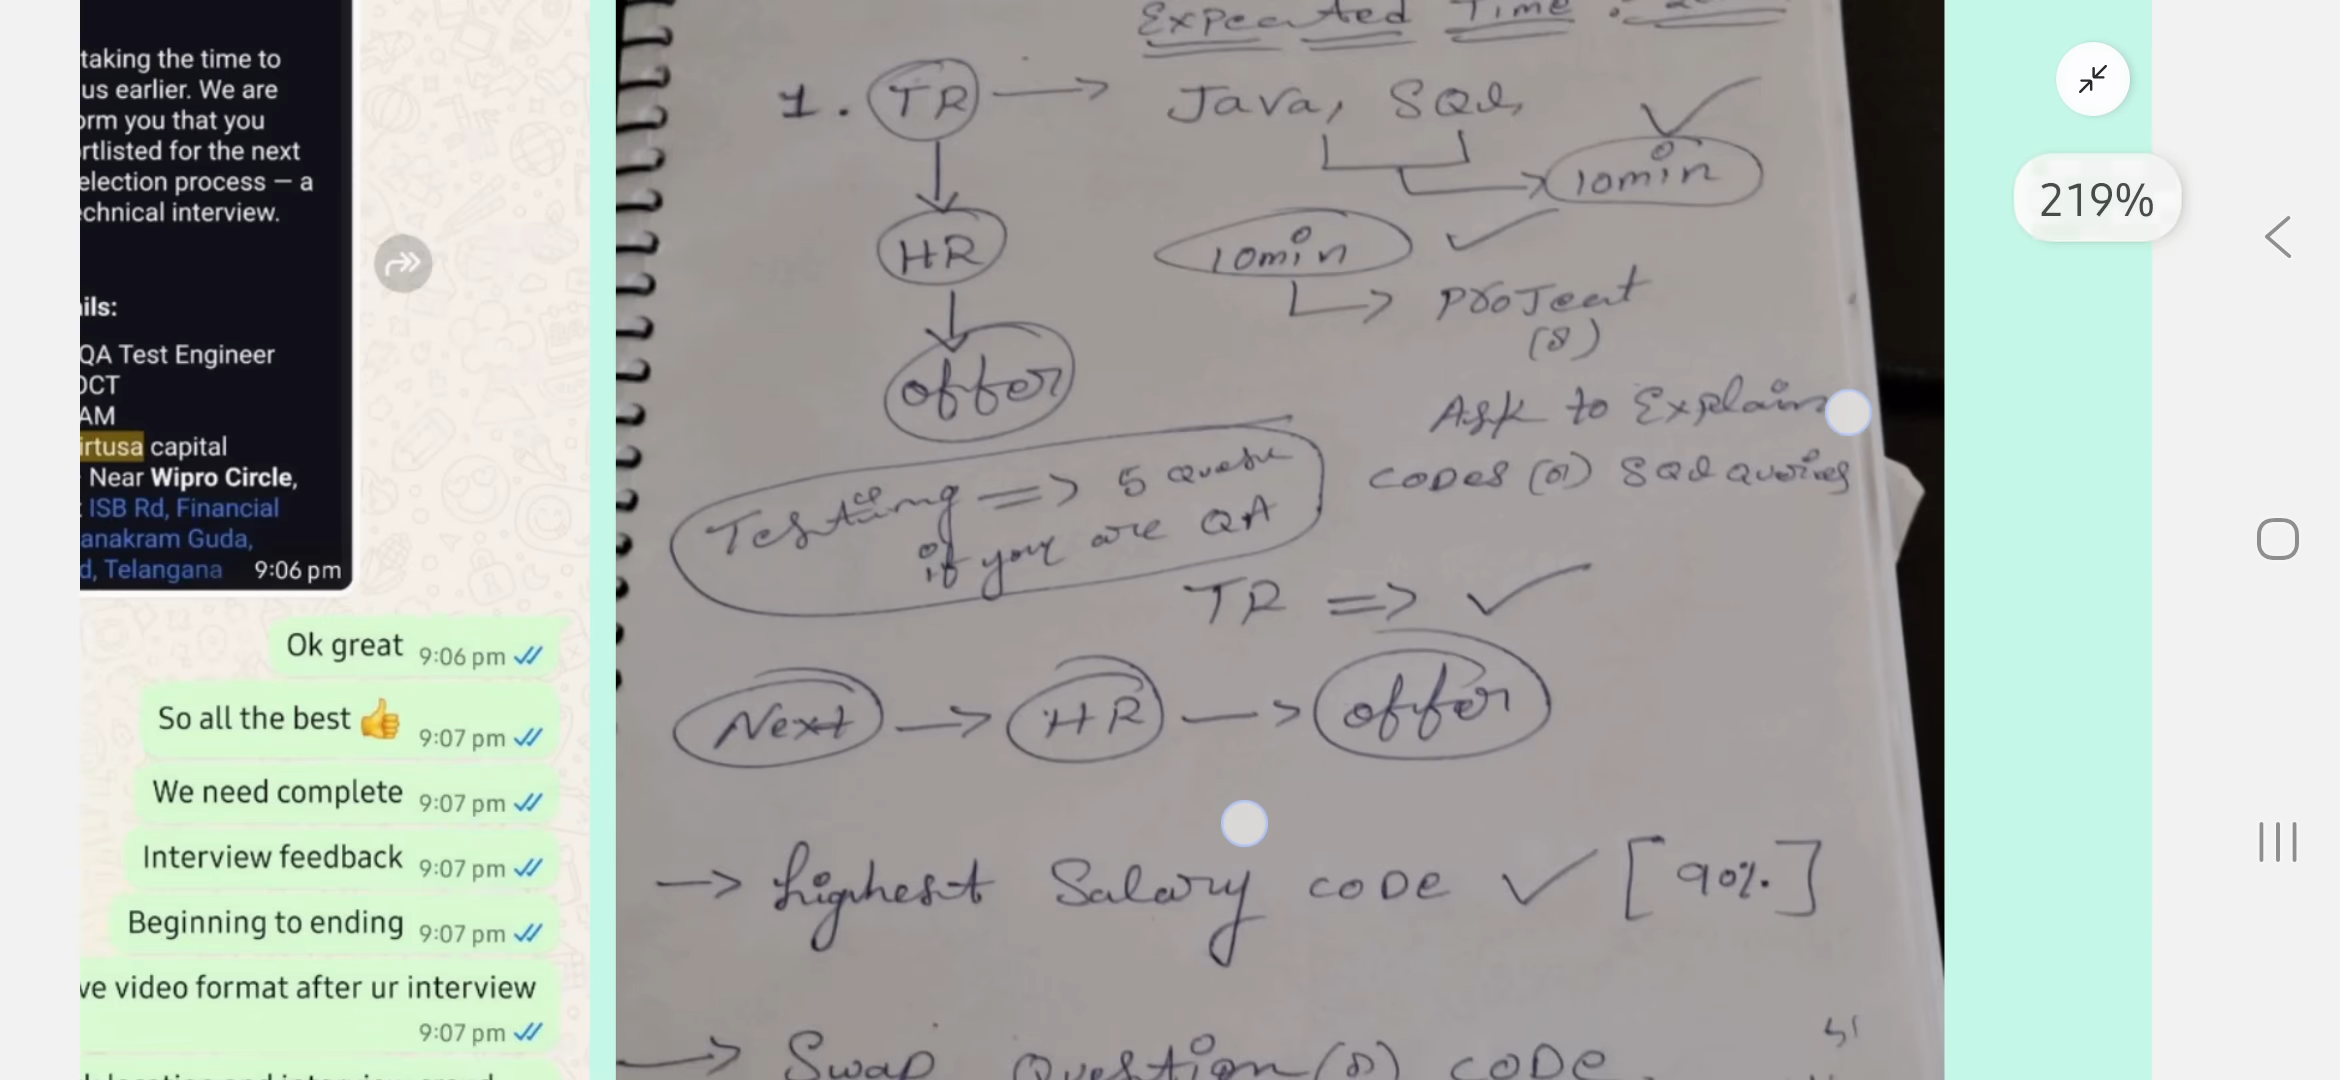 taking the time to
us earlier. We are
orm you that you
rtlisted for the next
election process — a
chnical interview.
ils:
QA Test Engineer
OCT
AM
irtusa capital
Near Wipro Circle,
: ISB Rd, Financial
anakram Guda,
d, Telangana 9:06 pm
Ok great 9:06 pm
So all the best 👍 9:07 pm
We need complete 9:07 pm
Interview feedback 9:07 pm
Beginning to ending 9:07 pm
ve video format after ur interview
9:07 pm
Expected Time :
1. TR → Java, SQL
10min
HR 10min ✓
↳ Project
(s)
offer
Ask to Explain
codes (or) SQL queries
Testing => 5 Questn
if you are QA
TR => ✓
Next → HR → offer
→ highest Salary code ✓ [90%]
→ Swap Question(s) code
219%